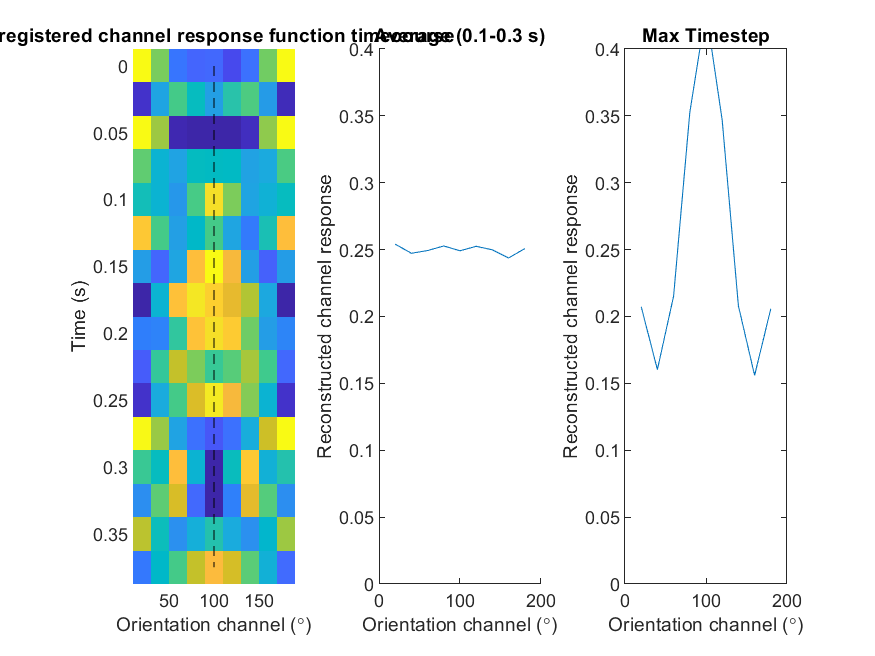 registered channel response function timecourse
Average (0.1-0.3 s)
Max Timestep
0
0.05
0.1
0.15
0.2
0.25
0.3
0.35
Time (s)
50 100 150
Orientation channel (°)
0.4
0.35
0.3
0.25
0.2
0.15
0.1
0.05
0
Reconstructed channel response
0 100 200
Orientation channel (°)
0.4
0.35
0.3
0.25
0.2
0.15
0.1
0.05
0
Reconstructed channel response
0 100 200
Orientation channel (°)